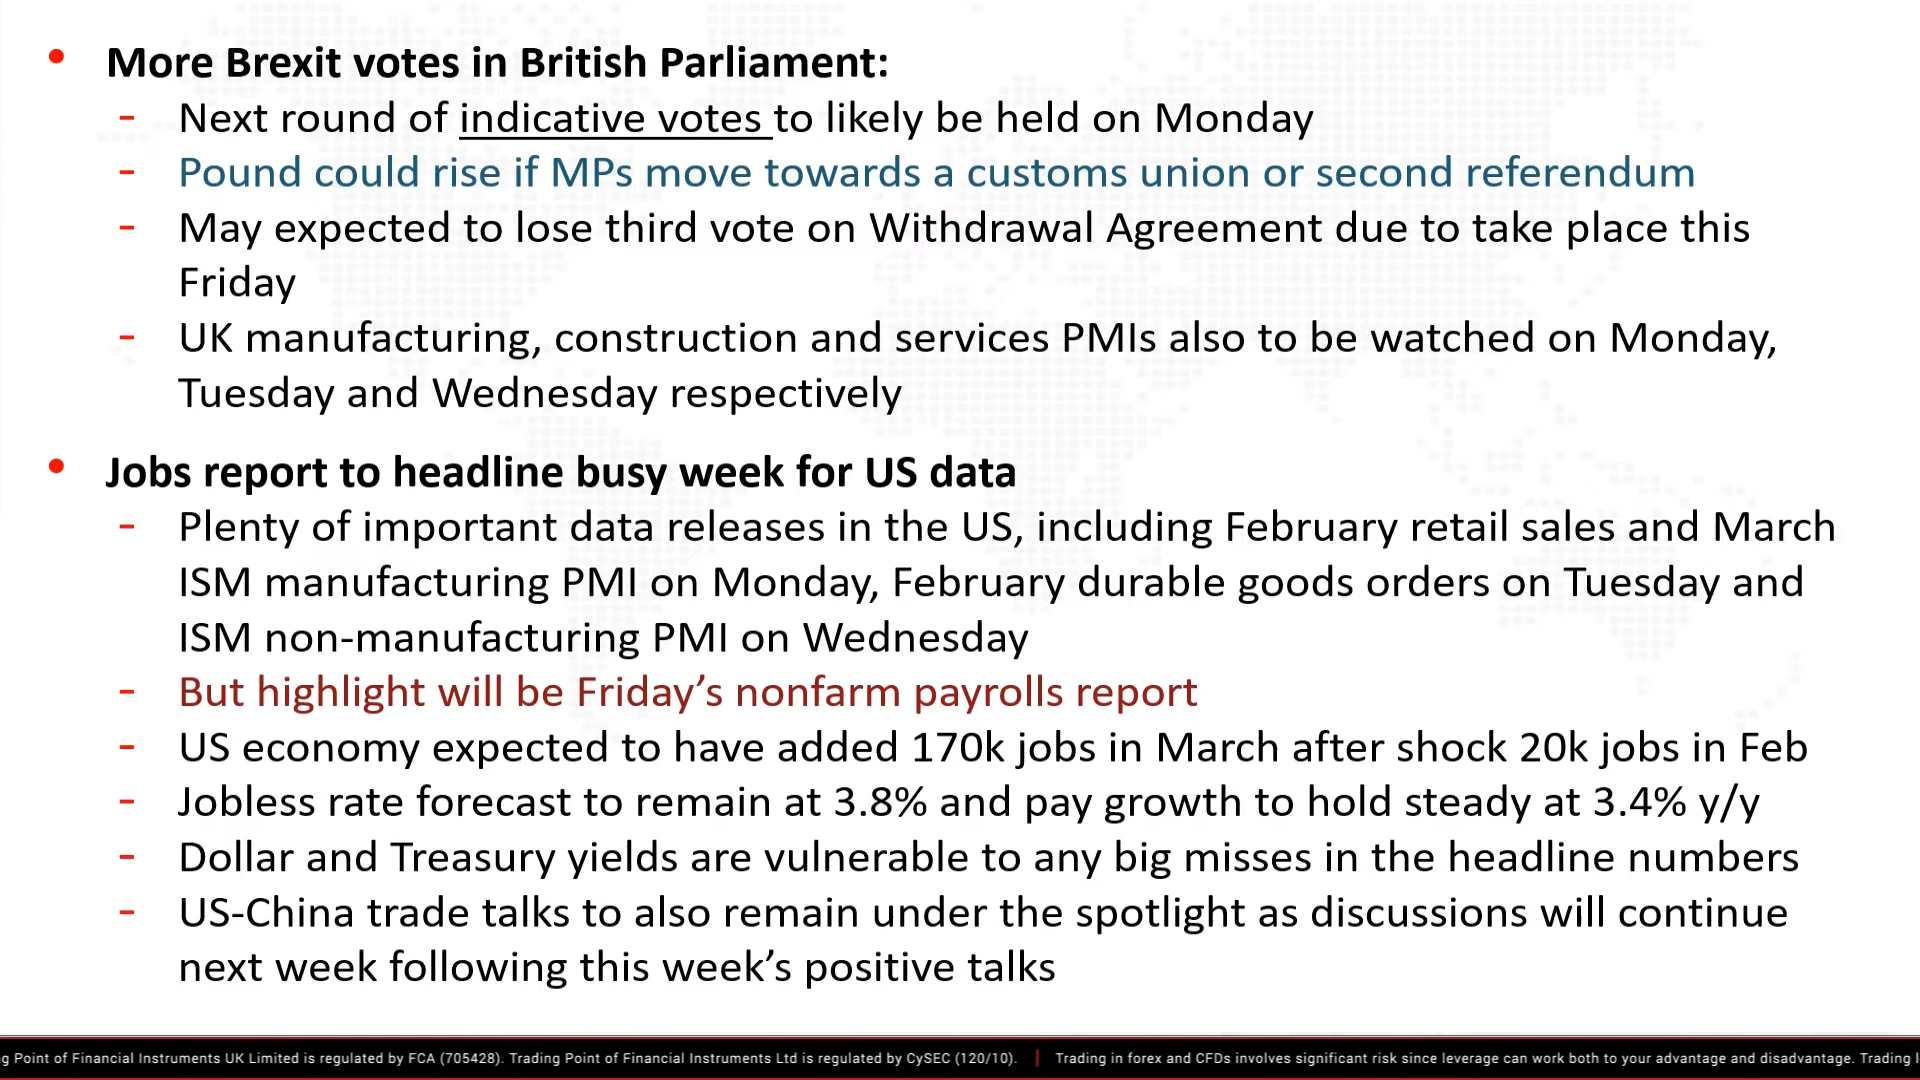 • More Brexit votes in British Parliament:
- Next round of indicative votes to likely be held on Monday
- Pound could rise if MPs move towards a customs union or second referendum
- May expected to lose third vote on Withdrawal Agreement due to take place this
Friday
- UK manufacturing, construction and services PMIs also to be watched on Monday,
Tuesday and Wednesday respectively
• Jobs report to headline busy week for US data
- Plenty of important data releases in the US, including February retail sales and March
ISM manufacturing PMI on Monday, February durable goods orders on Tuesday and
ISM non-manufacturing PMI on Wednesday
- But highlight will be Friday’s nonfarm payrolls report
- US economy expected to have added 170k jobs in March after shock 20k jobs in Feb
- Jobless rate forecast to remain at 3.8% and pay growth to hold steady at 3.4% y/y
- Dollar and Treasury yields are vulnerable to any big misses in the headline numbers
- US-China trade talks to also remain under the spotlight as discussions will continue
next week following this week’s positive talks
g Point of Financial Instruments UK Limited is regulated by FCA (705428). Trading Point of Financial Instruments Ltd is regulated by CySEC (120/10). | Trading in forex and CFDs involves significant risk since leverage can work both to your advantage and disadvantage. Trading l